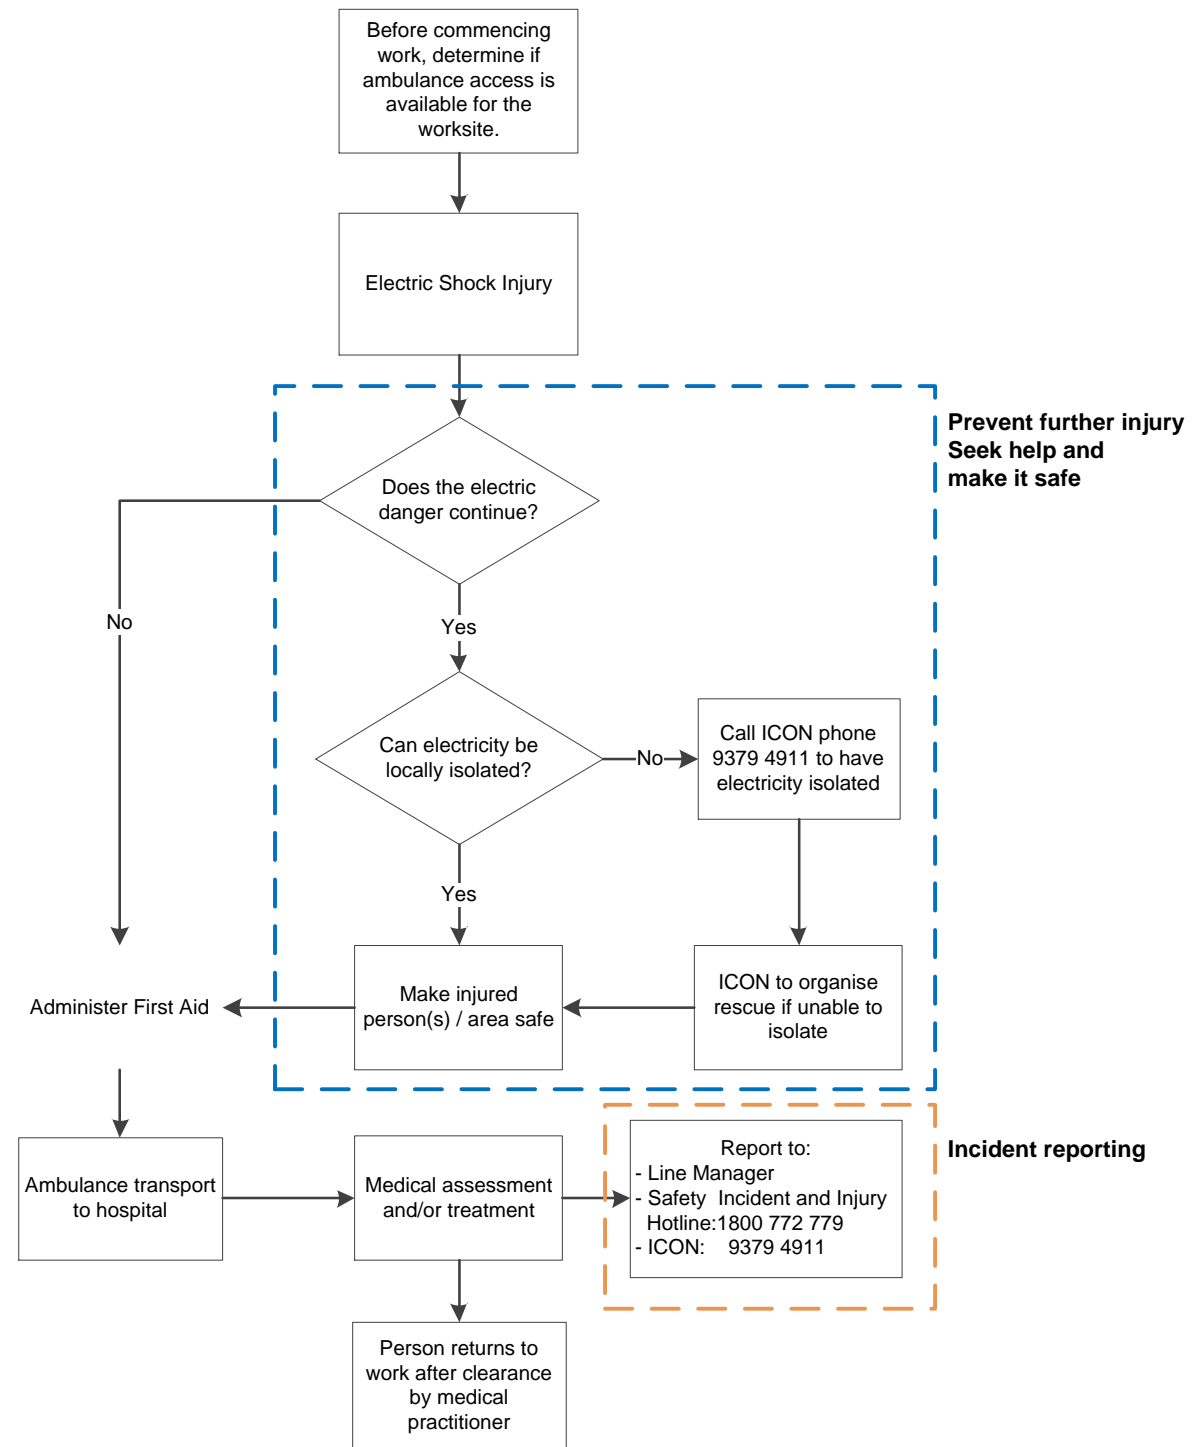 Before commencing
work, determine if
ambulance access is
available for the
worksite.
Electric Shock Injury
Prevent further injury
Seek help and
make it safe
Does the electric
danger continue?
No
Yes
Can electricity be
locally isolated?
No
Call ICON phone
9379 4911 to have
electricity isolated
Yes
Administer First Aid
Make injured
person(s) / area safe
ICON to organise
rescue if unable to
isolate
Ambulance transport
to hospital
Medical assessment
and/or treatment
Report to:
- Line Manager
- Safety Incident and Injury
Hotline:1800 772 779
- ICON: 9379 4911
Incident reporting
Person returns to
work after clearance
by medical
practitioner